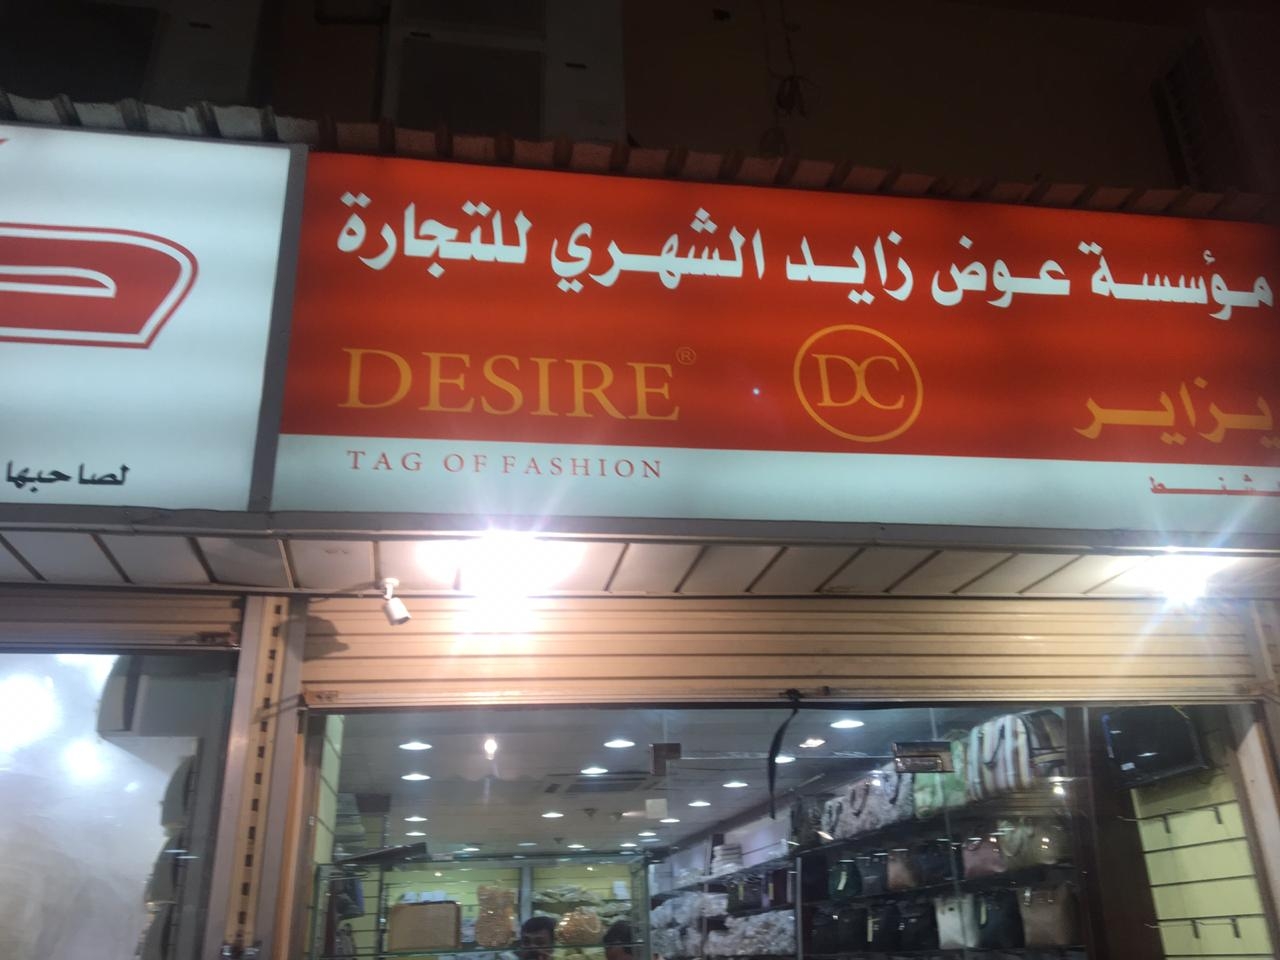 مؤسسة عوض زايد الشهري للتجارة
DESIRE®
DC
يزاير
TAG OF FASHION
لصاحبها